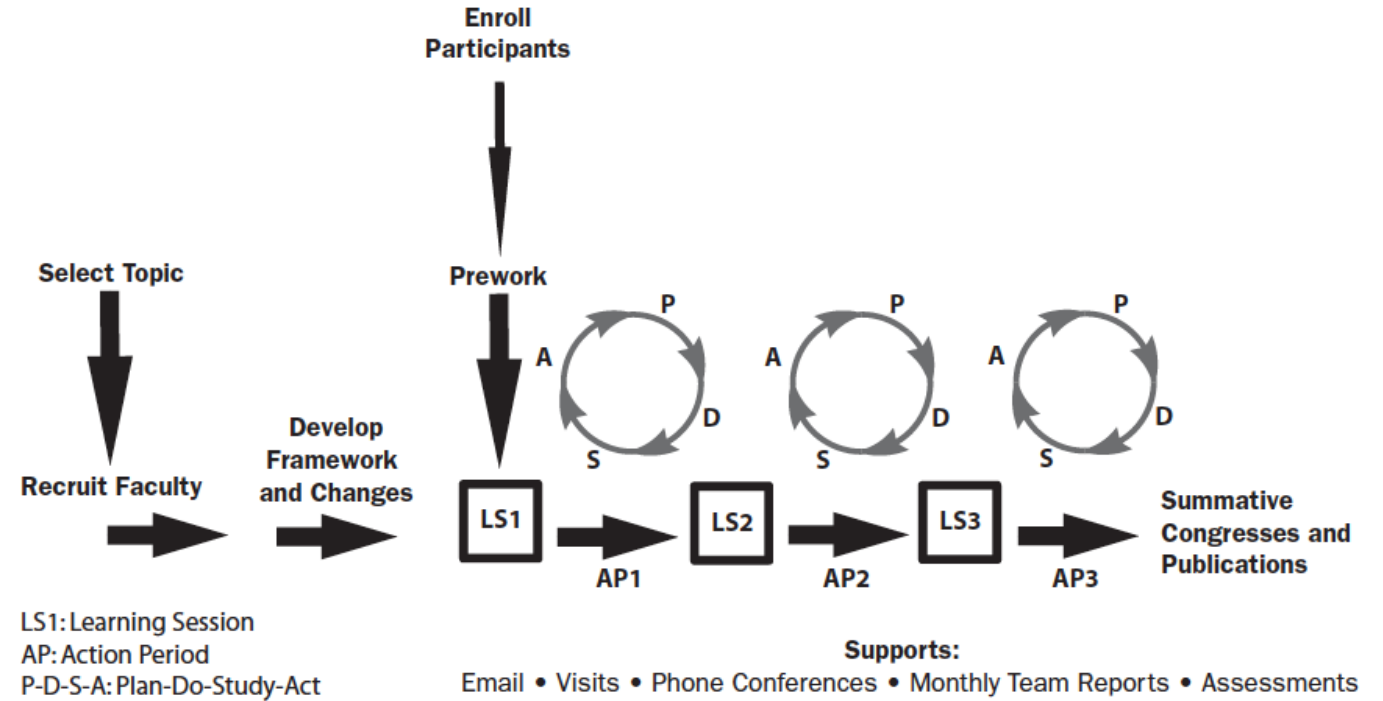 Enroll
Participants
Select Topic
Prework
P
P
P
A
A
A
D
D
D
S
S
S
Develop
Framework
and Changes
Recruit Faculty
LS1
LS2
LS3
Summative
Congresses and
Publications
AP1
AP2
AP3
LS1: Learning Session
AP: Action Period
P-D-S-A: Plan-Do-Study-Act
Supports:
Email • Visits • Phone Conferences • Monthly Team Reports • Assessments